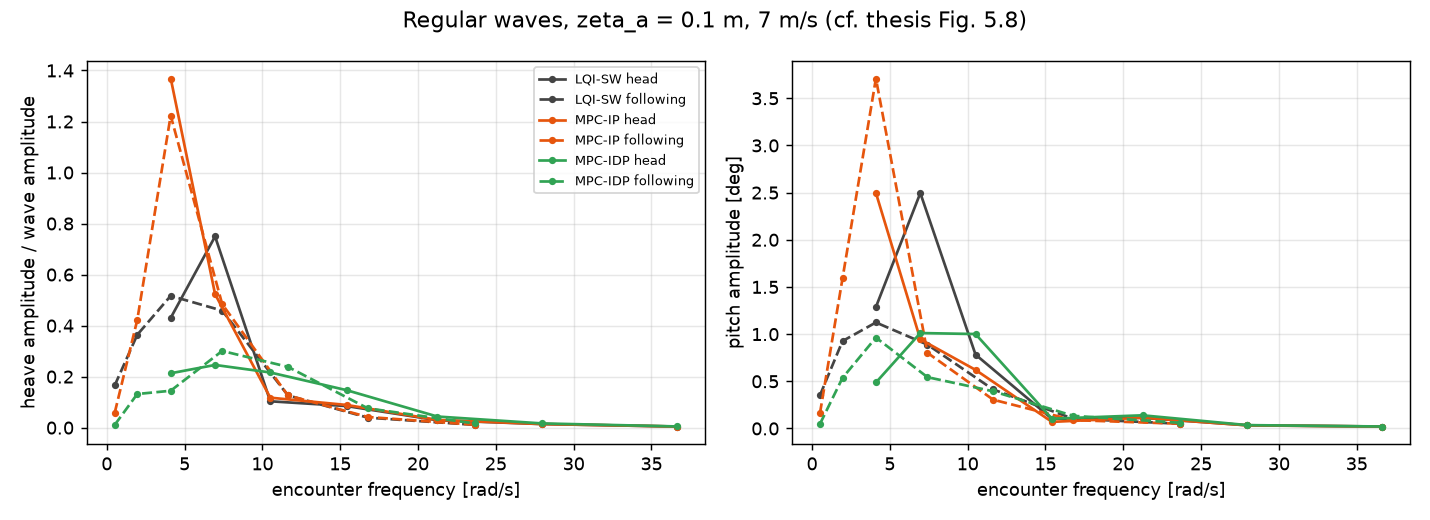 Regular waves, zeta_a = 0.1 m, 7 m/s (cf. thesis Fig. 5.8)
heave amplitude / wave amplitude
1.4
1.2
1.0
0.8
0.6
0.4
0.2
0.0
0 5 10 15 20 25 30 35
encounter frequency [rad/s]
LQI-SW head
LQI-SW following
MPC-IP head
MPC-IP following
MPC-IDP head
MPC-IDP following
pitch amplitude [deg]
3.5
3.0
2.5
2.0
1.5
1.0
0.5
0.0
0 5 10 15 20 25 30 35
encounter frequency [rad/s]